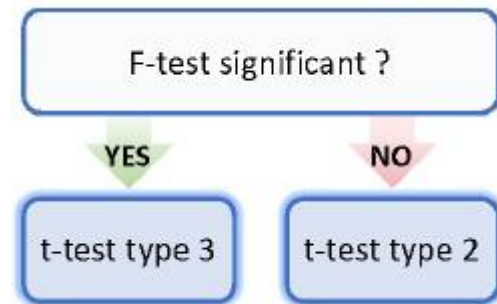 F-test significant ?
YES
NO
t-test type 3
t-test type 2